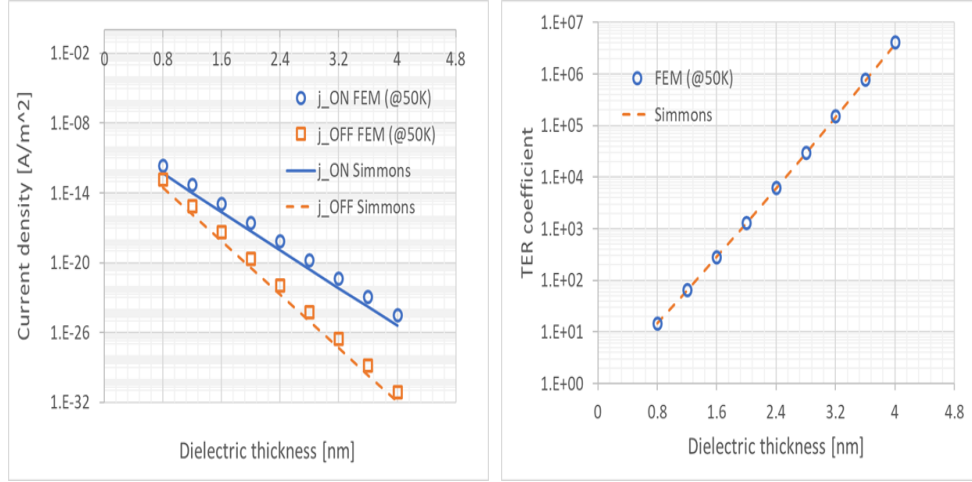 1.E-02
0 0.8 1.6 2.4 3.2 4 4.8
j_ON FEM (@50K)
1.E-08
j_OFF FEM (@50K)
1.E-14
j_ON Simmons
j_OFF Simmons
1.E-20
1.E-26
1.E-32
Current density [A/m^2]
Dielectric thickness [nm]
1.E+07
1.E+06
FEM (@50K)
Simmons
1.E+05
1.E+04
1.E+03
1.E+02
1.E+01
1.E+00
TER coefficient
0 0.8 1.6 2.4 3.2 4 4.8
Dielectric thickness [nm]